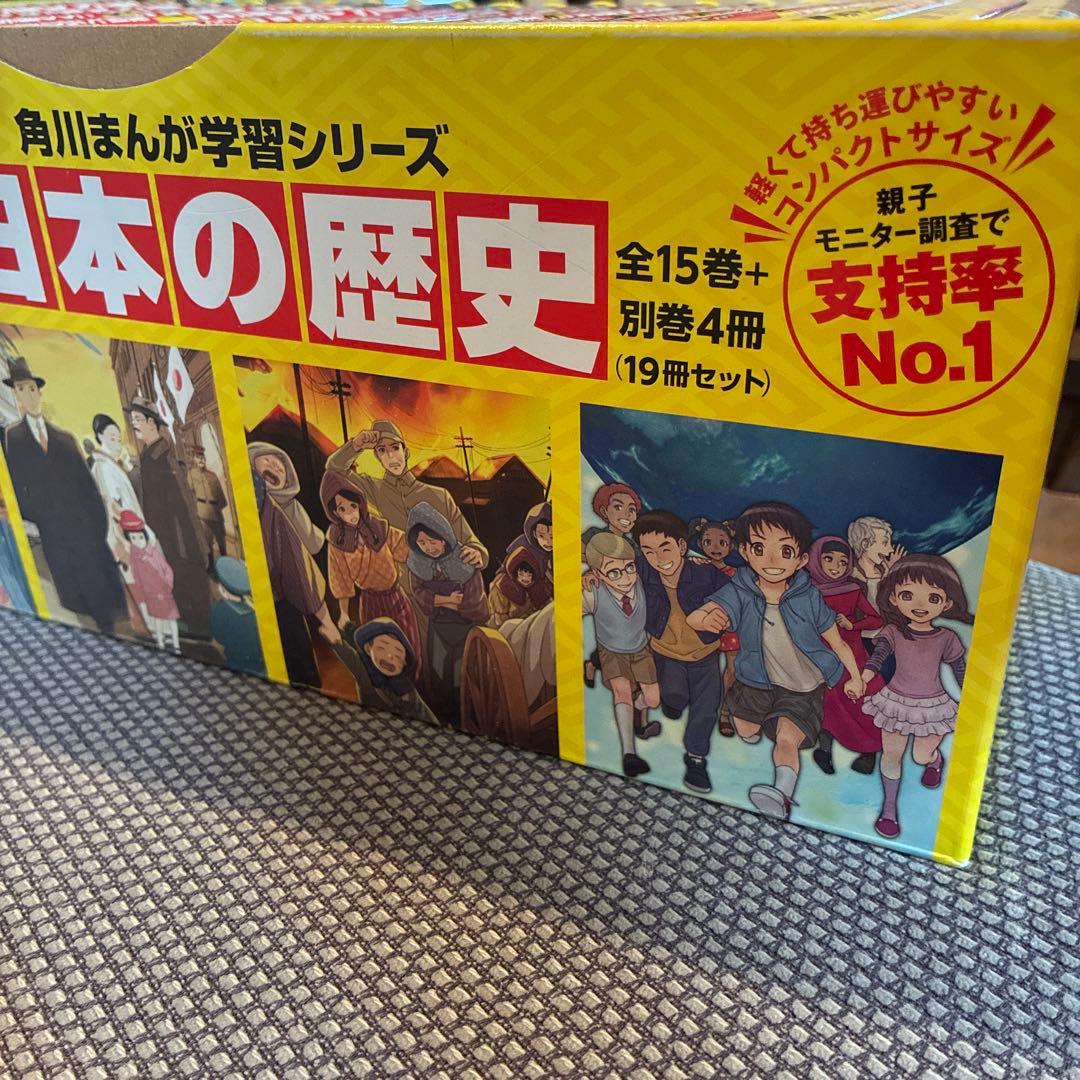 角川まんが学習シリーズ
日本の歴史
全15巻+
別巻4冊
(19冊セット)
軽くて持ち運びやすい
コンパクトサイズ
親子
モニター調査で
支持率
No.1